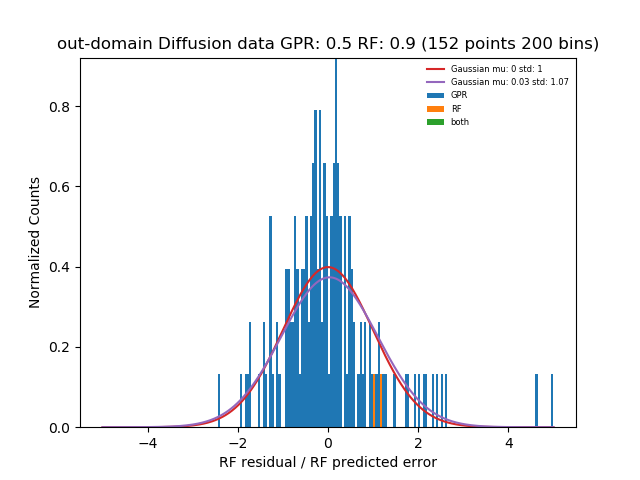 out-domain Diffusion data GPR: 0.5 RF: 0.9 (152 points 200 bins)
Gaussian mu: 0 std: 1
Gaussian mu: 0.03 std: 1.07
GPR
RF
both
Normalized Counts
0.8
0.6
0.4
0.2
0.0
−4 −2 0 2 4
RF residual / RF predicted error